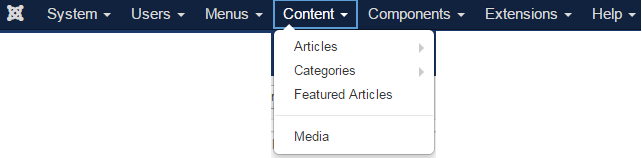 System Users Menus Content Components Extensions Help
Articles
Categories
Featured Articles
Media